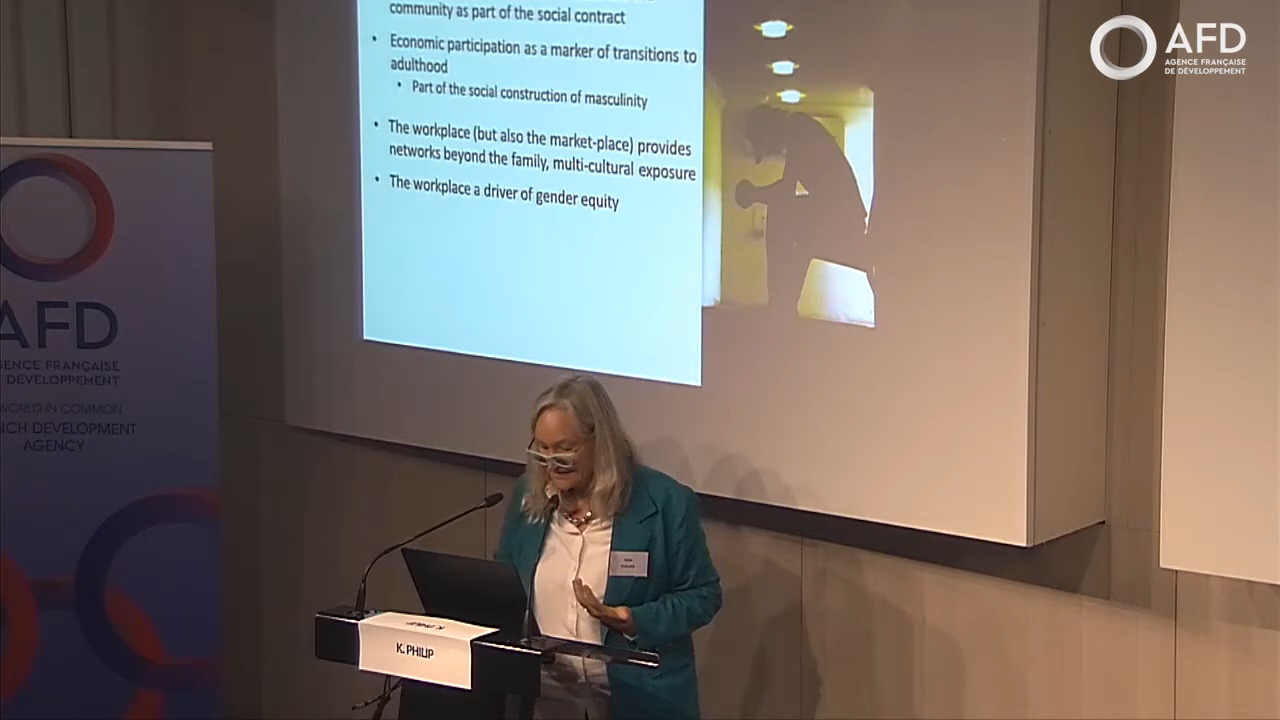 community as part of the social contract
• Economic participation as a marker of transitions to
adulthood
• Part of the social construction of masculinity
• The workplace (but also the market-place) provides
networks beyond the family, multi-cultural exposure
• The workplace a driver of gender equity
AFD
AGENCE FRANÇAISE
DE DÉVELOPPEMENT
AFD
GENCE FRANÇAISE
DÉVELOPPEMENT
WORLD IN COMMON
NCH DEVELOPMENT
AGENCY
K. PHILIP
K. PHILIP